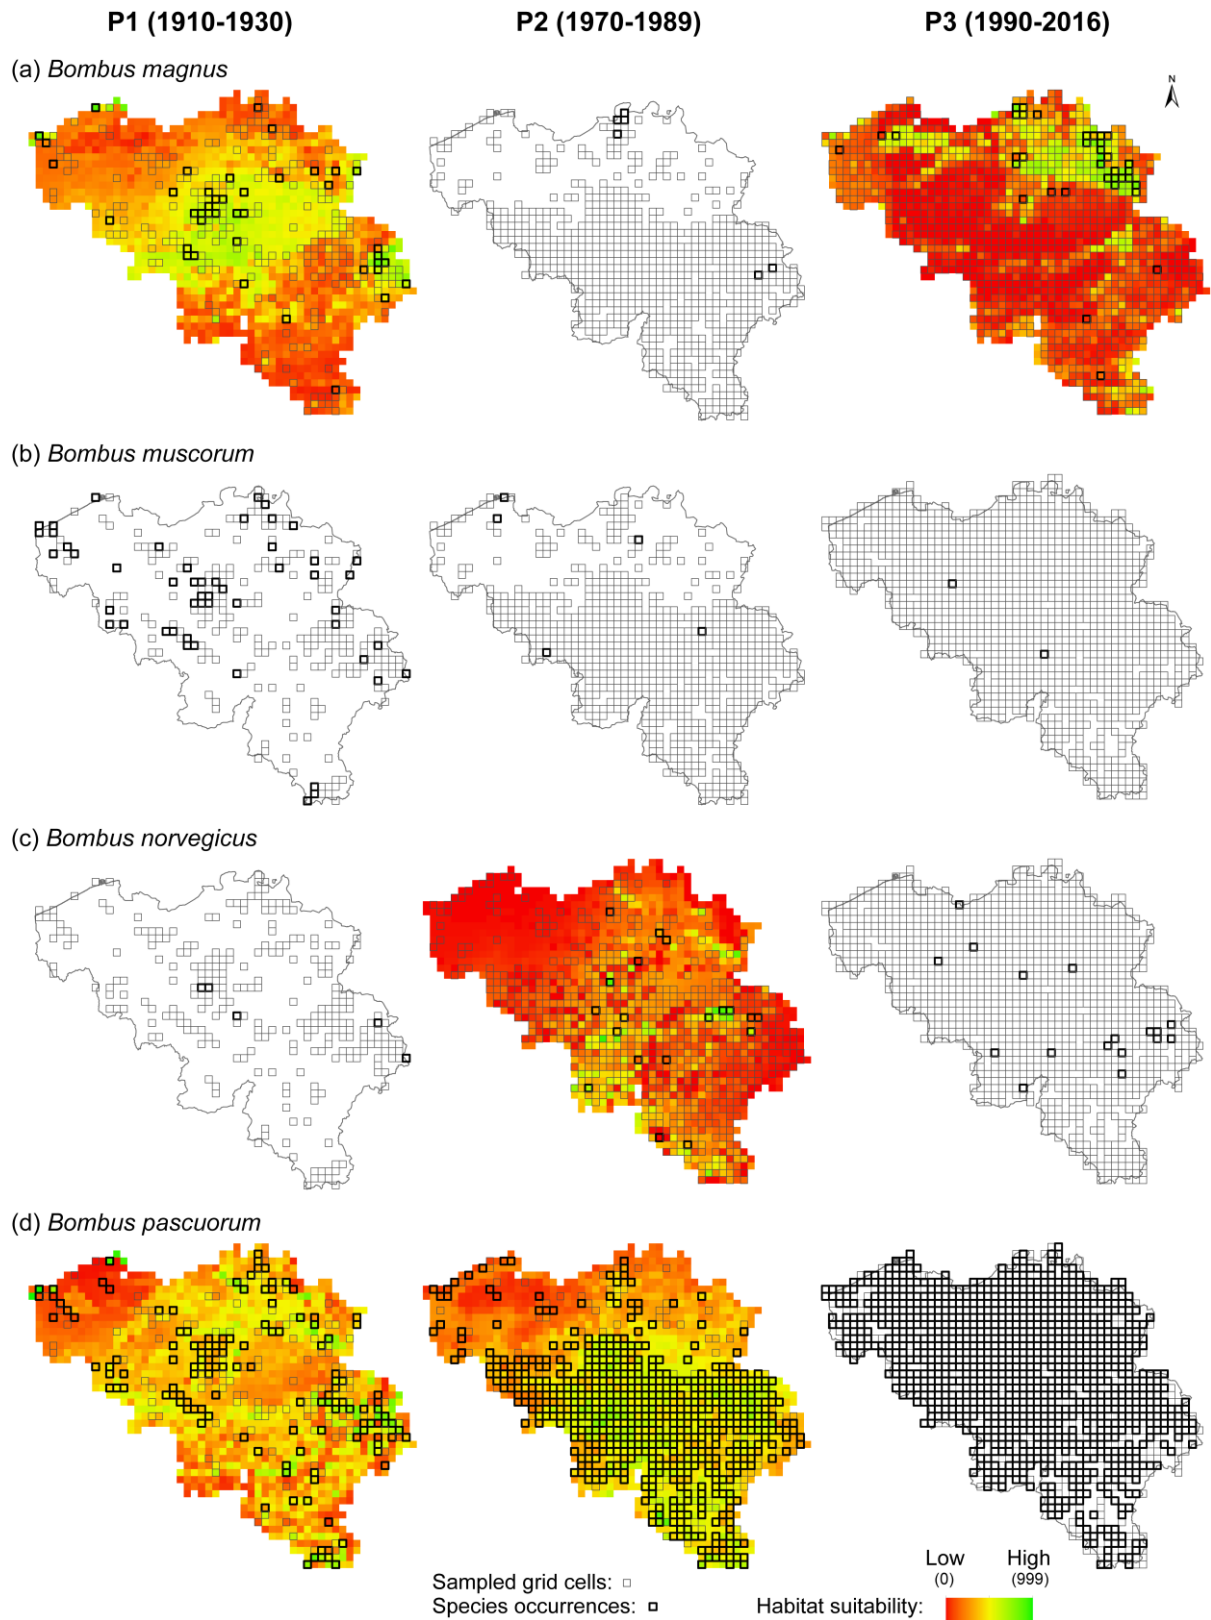 P1 (1910-1930) P2 (1970-1989) P3 (1990-2016)
(a) Bombus magnus
N
(b) Bombus muscorum
(c) Bombus norvegicus
(d) Bombus pascuorum
Low High
(0) (999)
Sampled grid cells:
Species occurrences:
Habitat suitability: